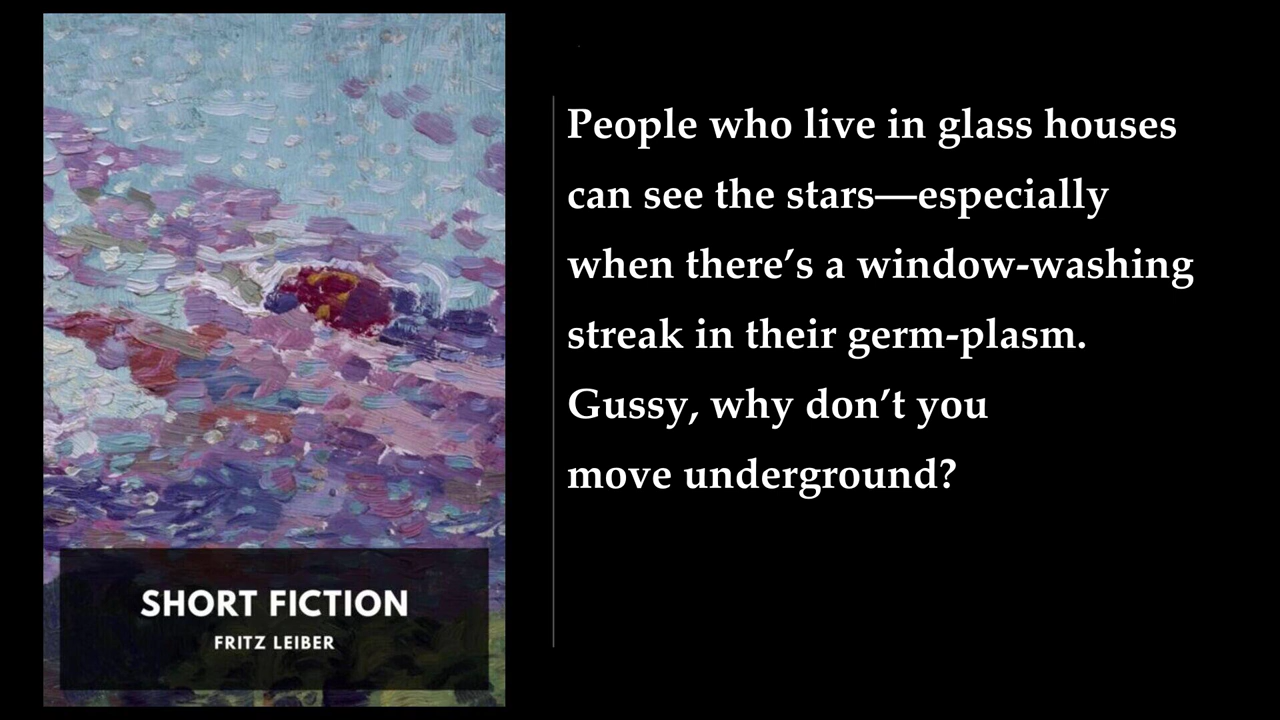 SHORT FICTION
FRITZ LEIBER
People who live in glass houses
can see the stars—especially
when there’s a window-washing
streak in their germ-plasm.
Gussy, why don’t you
move underground?